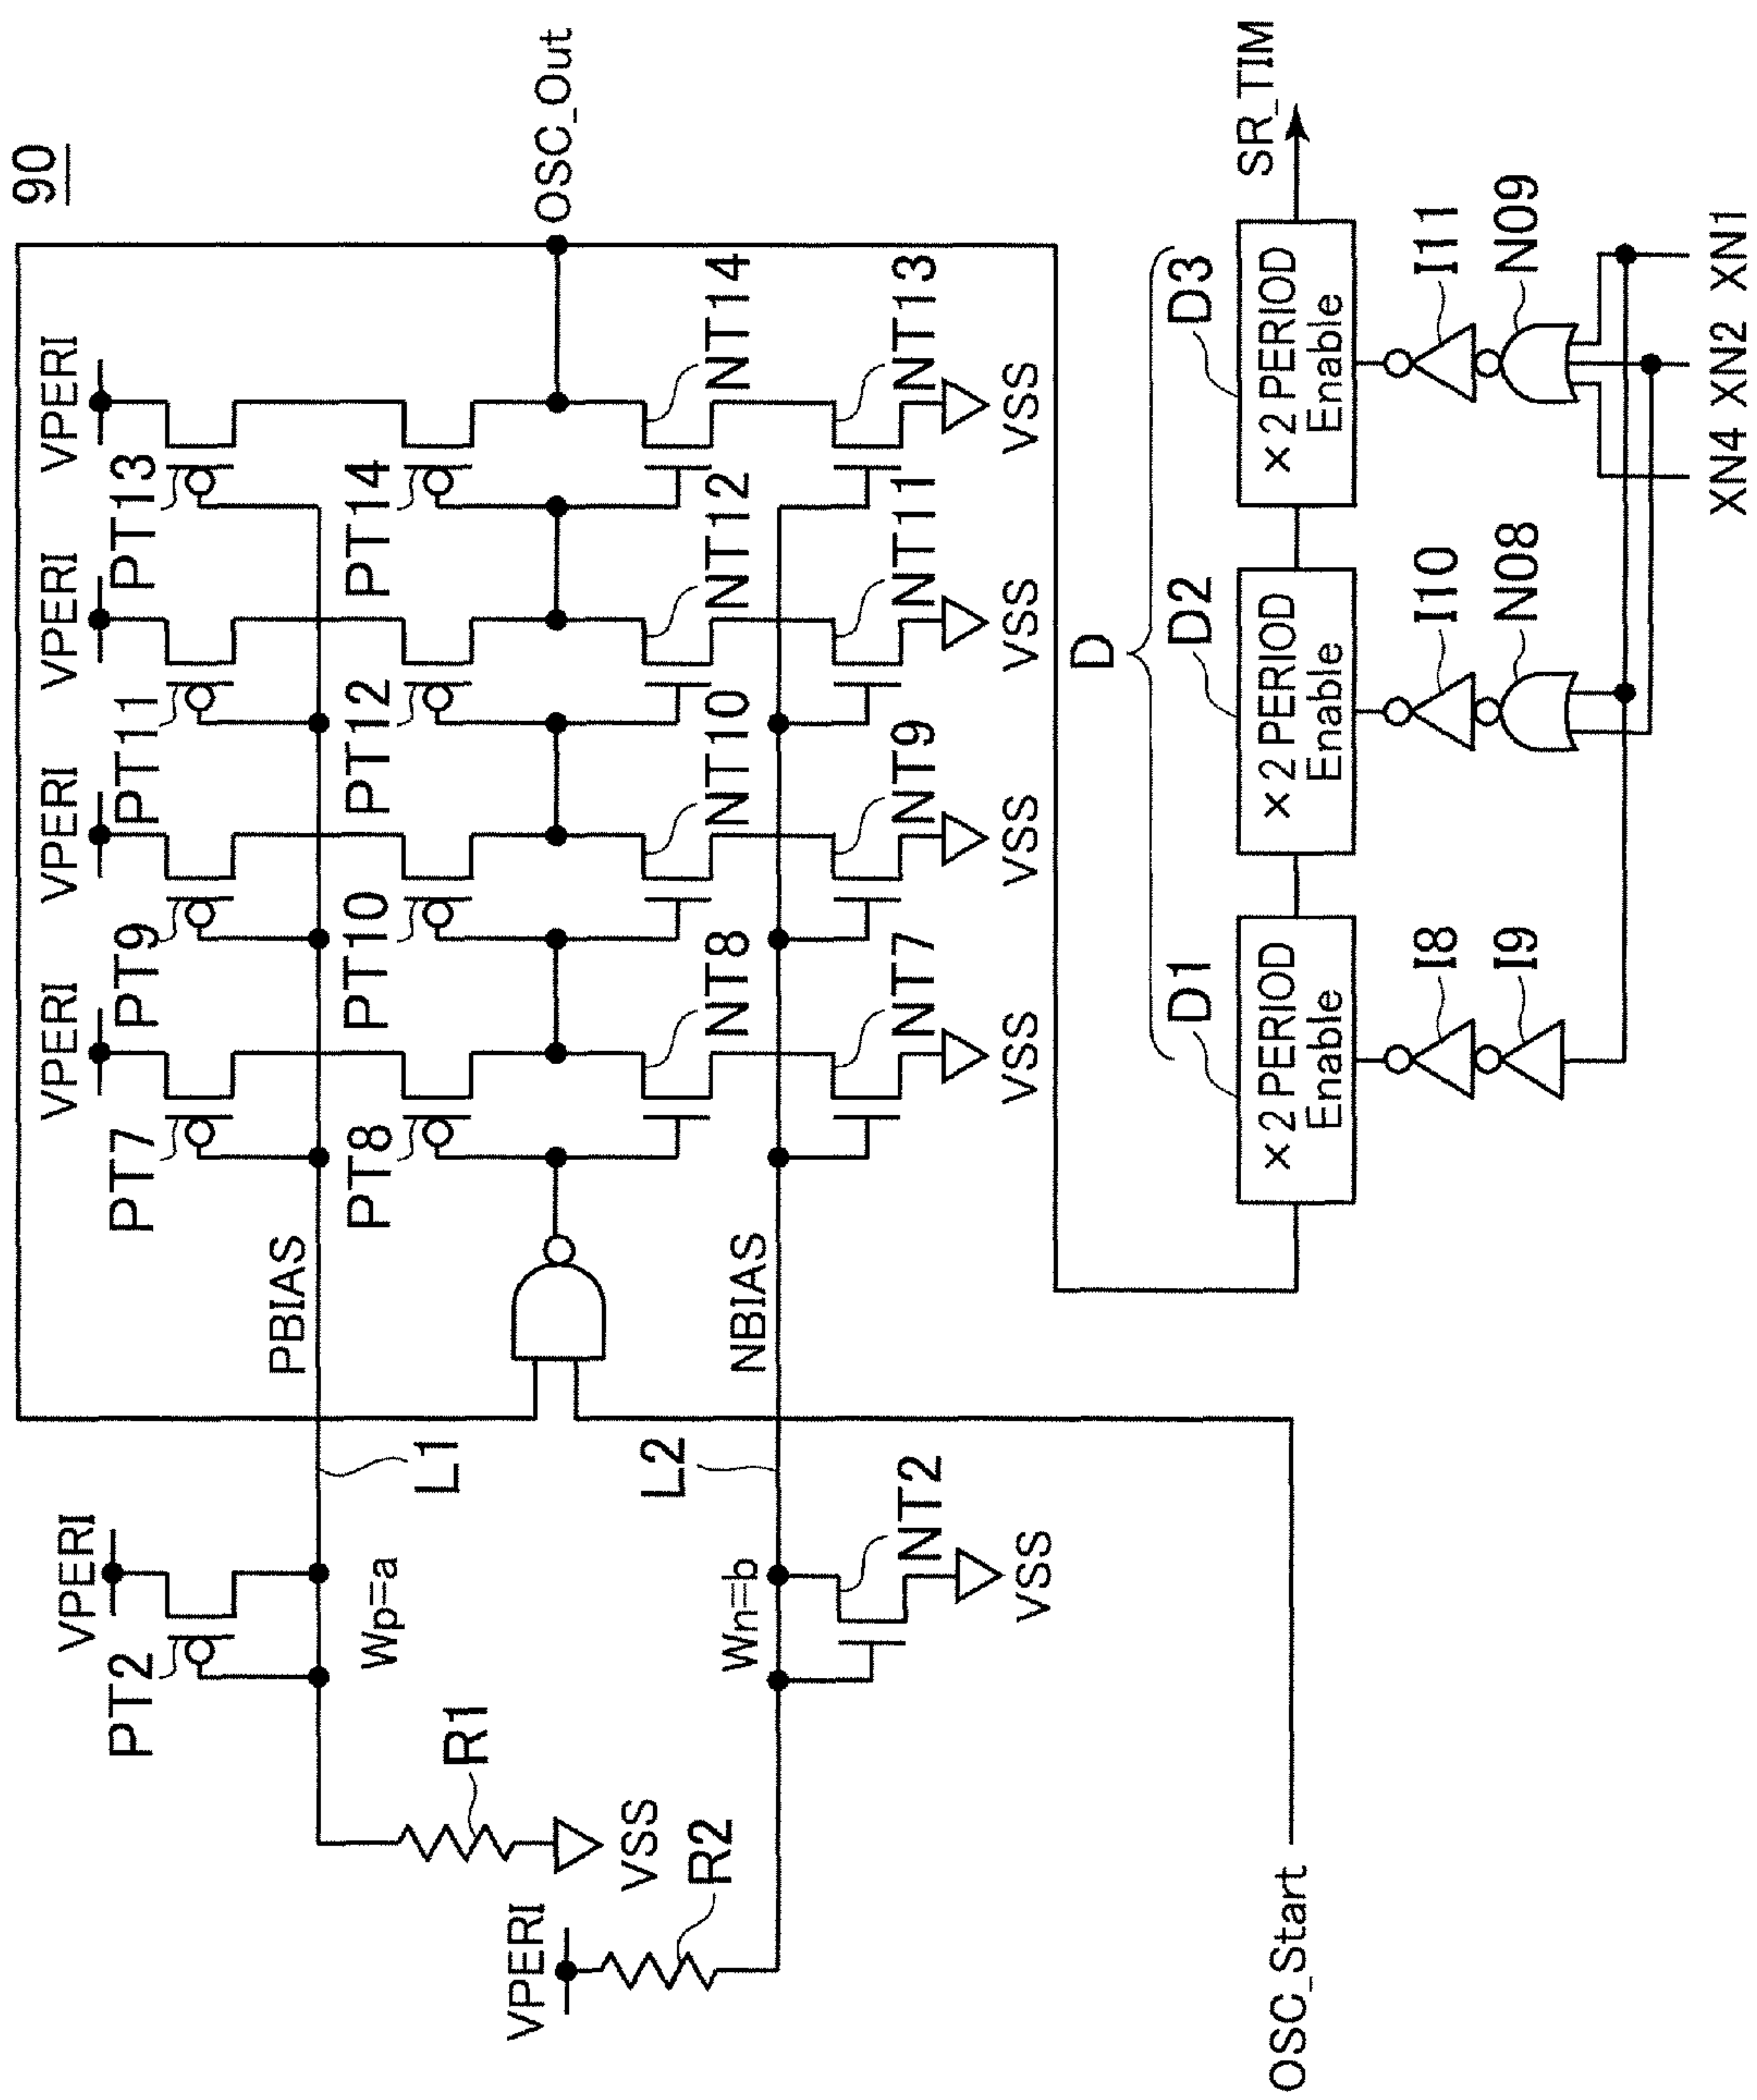 90
VPERI
VPERI
VPERI
VPERI
VPERI
PT2
PT7
PT9
PT11
PT13
PBIAS
L1
Wp=a
R1
VSS
PT8
PT10
PT12
PT14
OSC_Out
VPERI
R2
NT8
NT10
NT12
NT14
NBIAS
L2
Wn=b
NT2
VSS
NT7
NT9
NT11
NT13
VSS
VSS
VSS
VSS
OSC_Start
D
D1
D2
D3
×2 PERIOD
Enable
×2 PERIOD
Enable
×2 PERIOD
Enable
SR_TIM
I8
I10
I11
I9
N08
N09
XN4 XN2 XN1